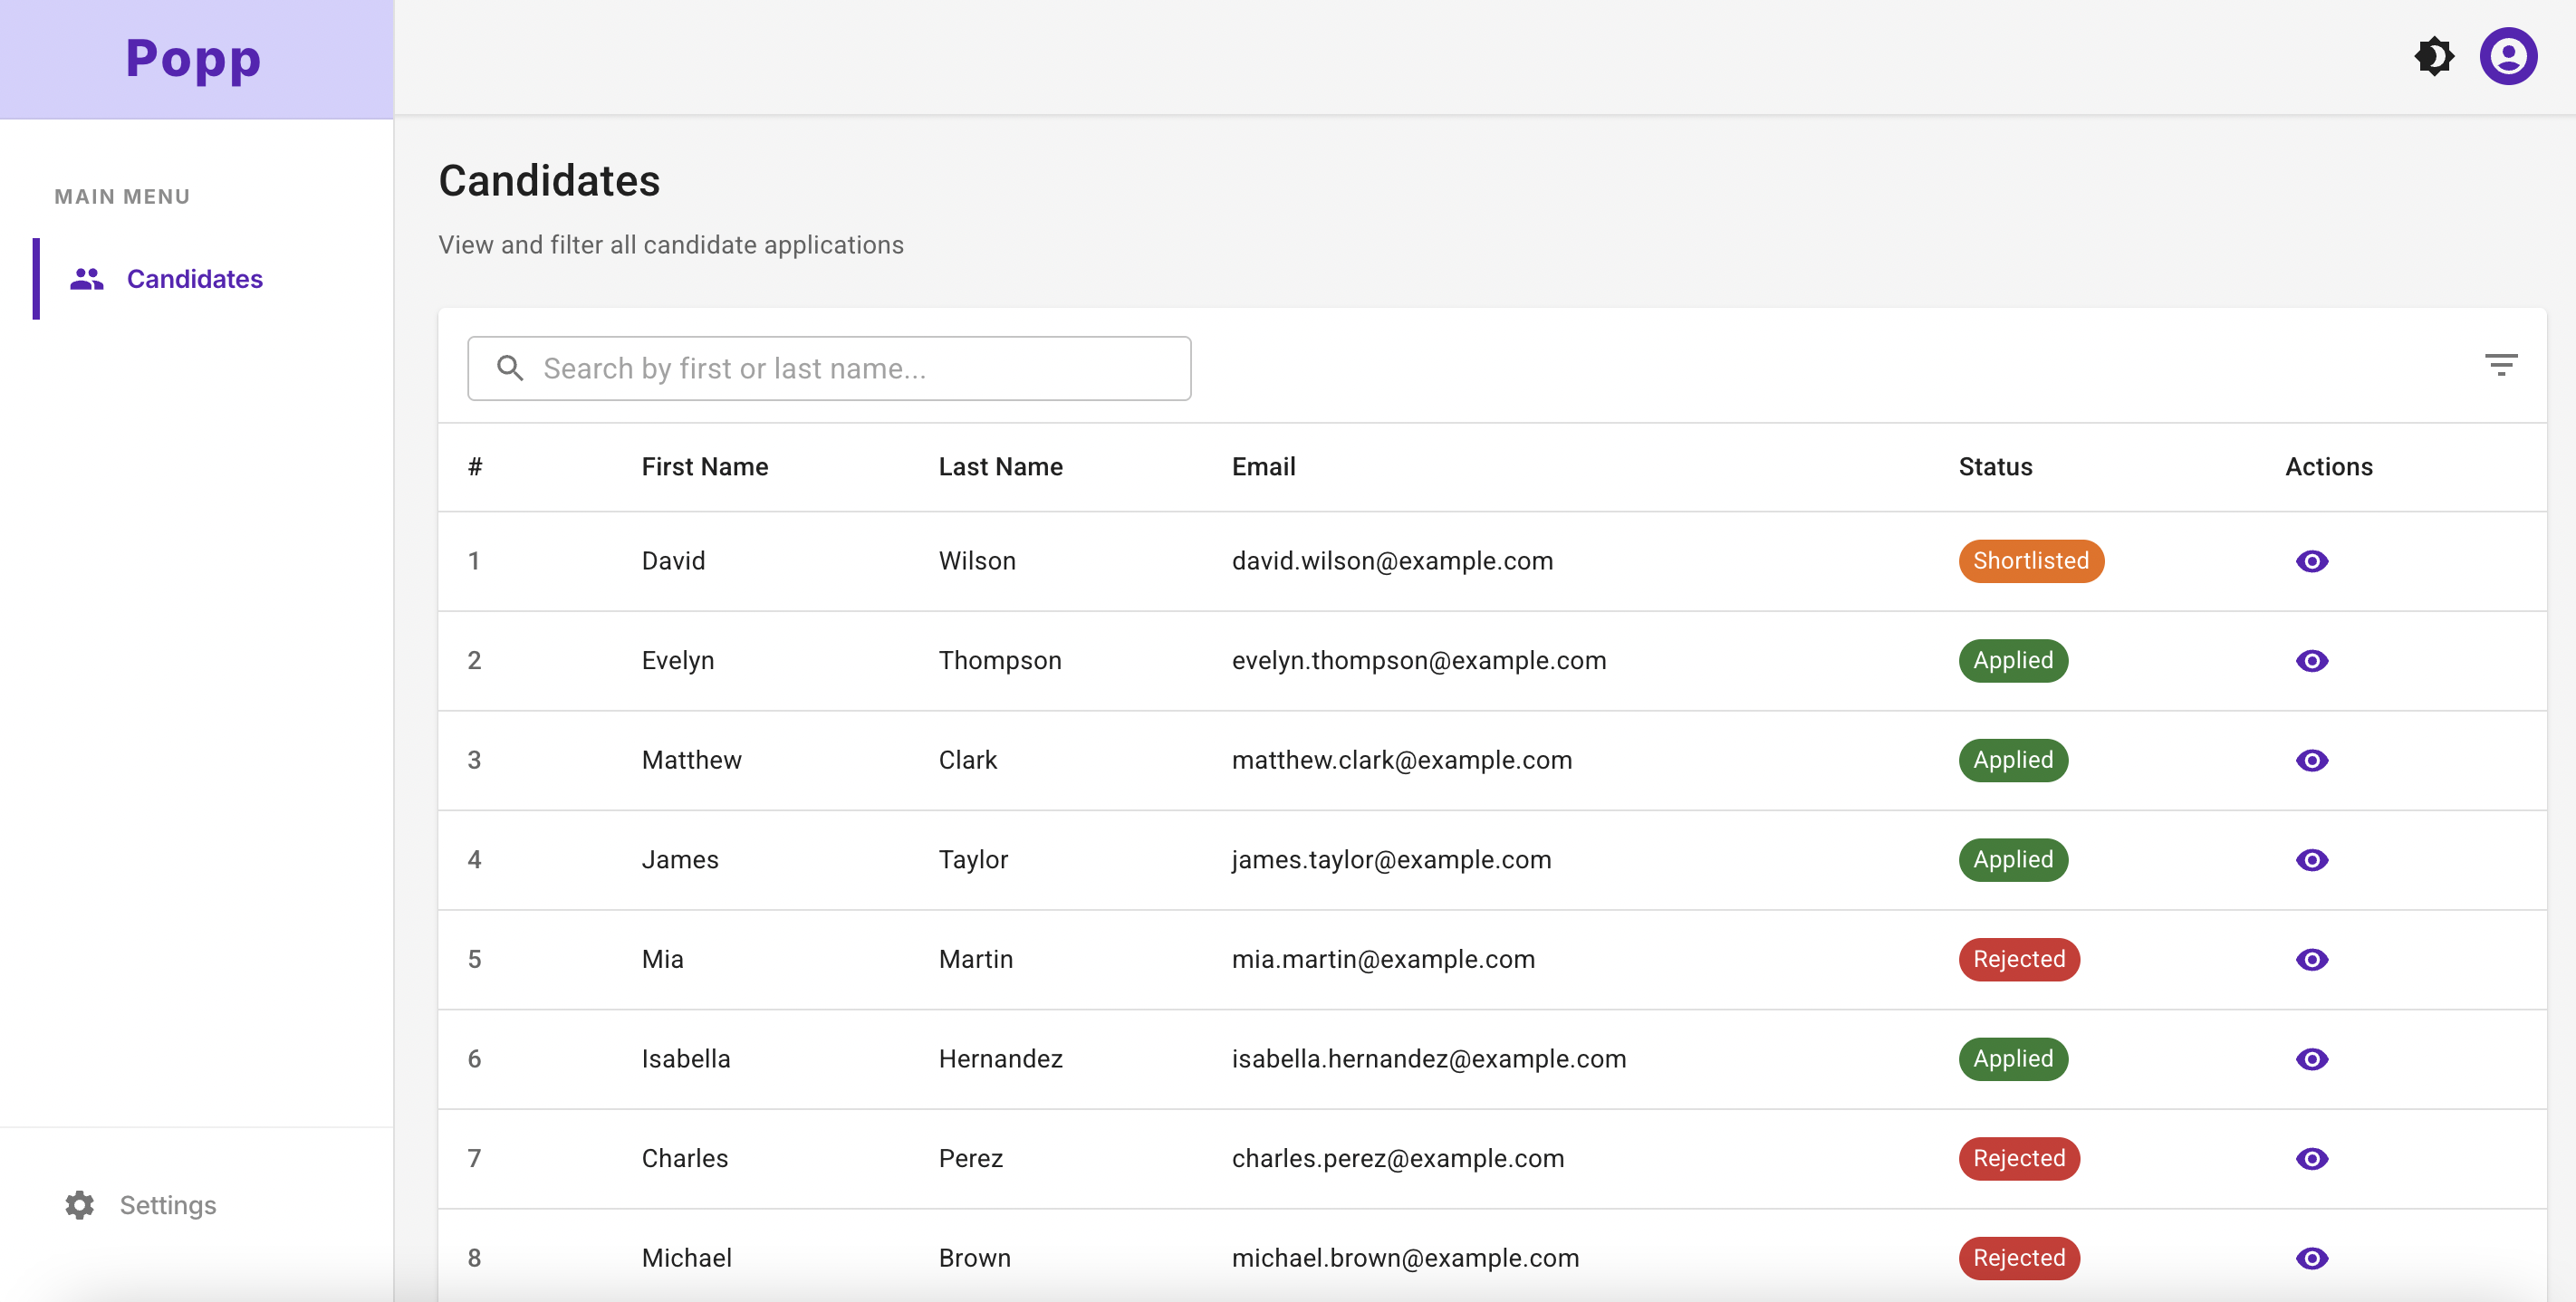 Popp
MAIN MENU
Candidates
Settings
Candidates
View and filter all candidate applications
Search by first or last name...
# First Name Last Name Email Status Actions
1 David Wilson david.wilson@example.com Shortlisted
2 Evelyn Thompson evelyn.thompson@example.com Applied
3 Matthew Clark matthew.clark@example.com Applied
4 James Taylor james.taylor@example.com Applied
5 Mia Martin mia.martin@example.com Rejected
6 Isabella Hernandez isabella.hernandez@example.com Applied
7 Charles Perez charles.perez@example.com Rejected
8 Michael Brown michael.brown@example.com Rejected